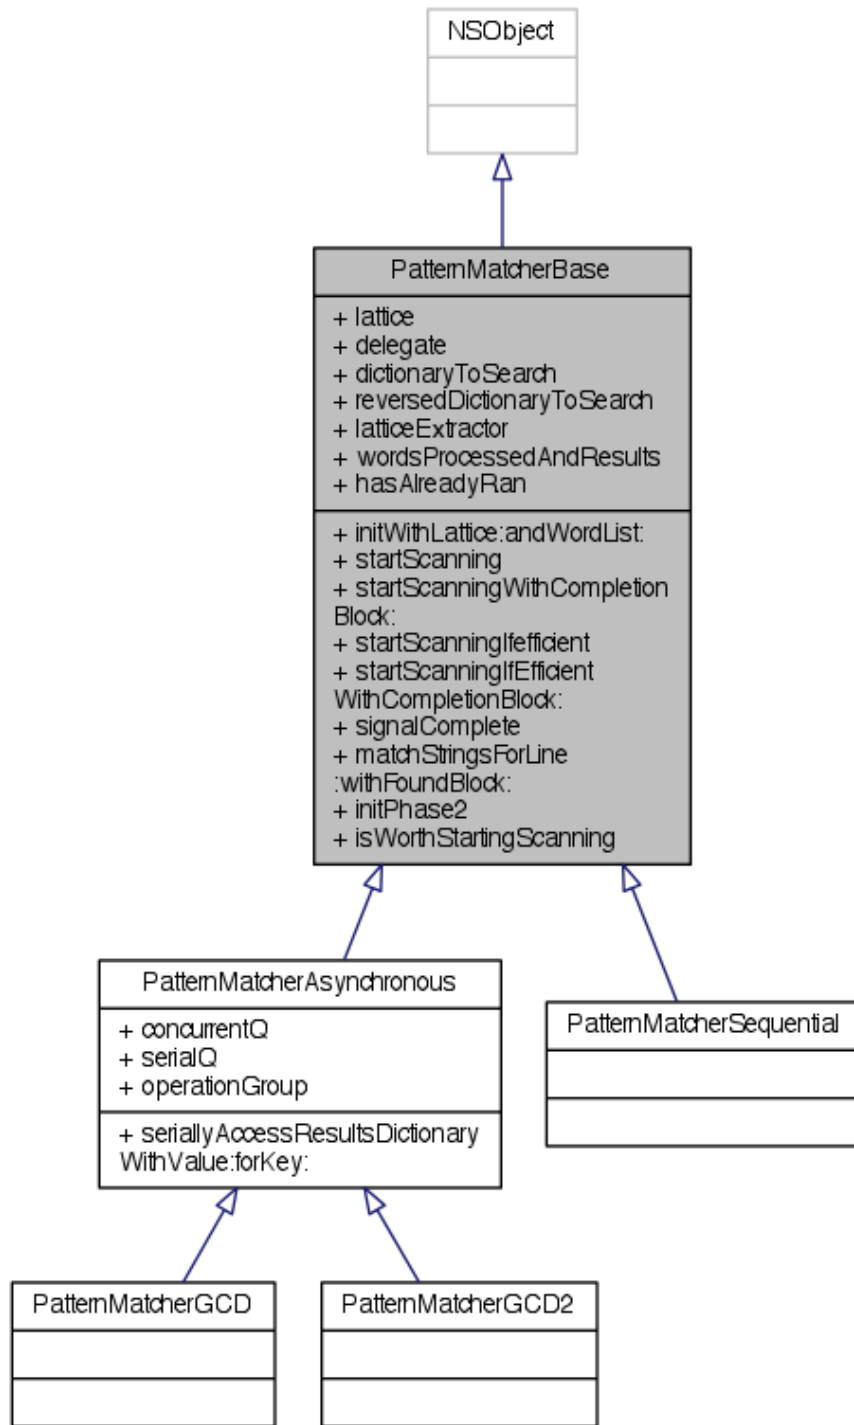 NSObject
PatternMatcherBase
+ lattice
+ delegate
+ dictionaryToSearch
+ reversedDictionaryToSearch
+ latticeExtractor
+ wordsProcessedAndResults
+ hasAlreadyRan
+ initWithLattice:andWordList:
+ startScanning
+ startScanningWithCompletion
Block:
+ startScanningIfefficient
+ startScanningIfEfficient
WithCompletionBlock:
+ signalComplete
+ matchStringsForLine
:withFoundBlock:
+ initPhase2
+ isWorthStartingScanning
PatternMatcherAsynchronous
+ concurrentQ
+ serialQ
+ operationGroup
+ seriallyAccessResultsDictionary
WithValue:forKey:
PatternMatcherSequential
PatternMatcherGCD
PatternMatcherGCD2